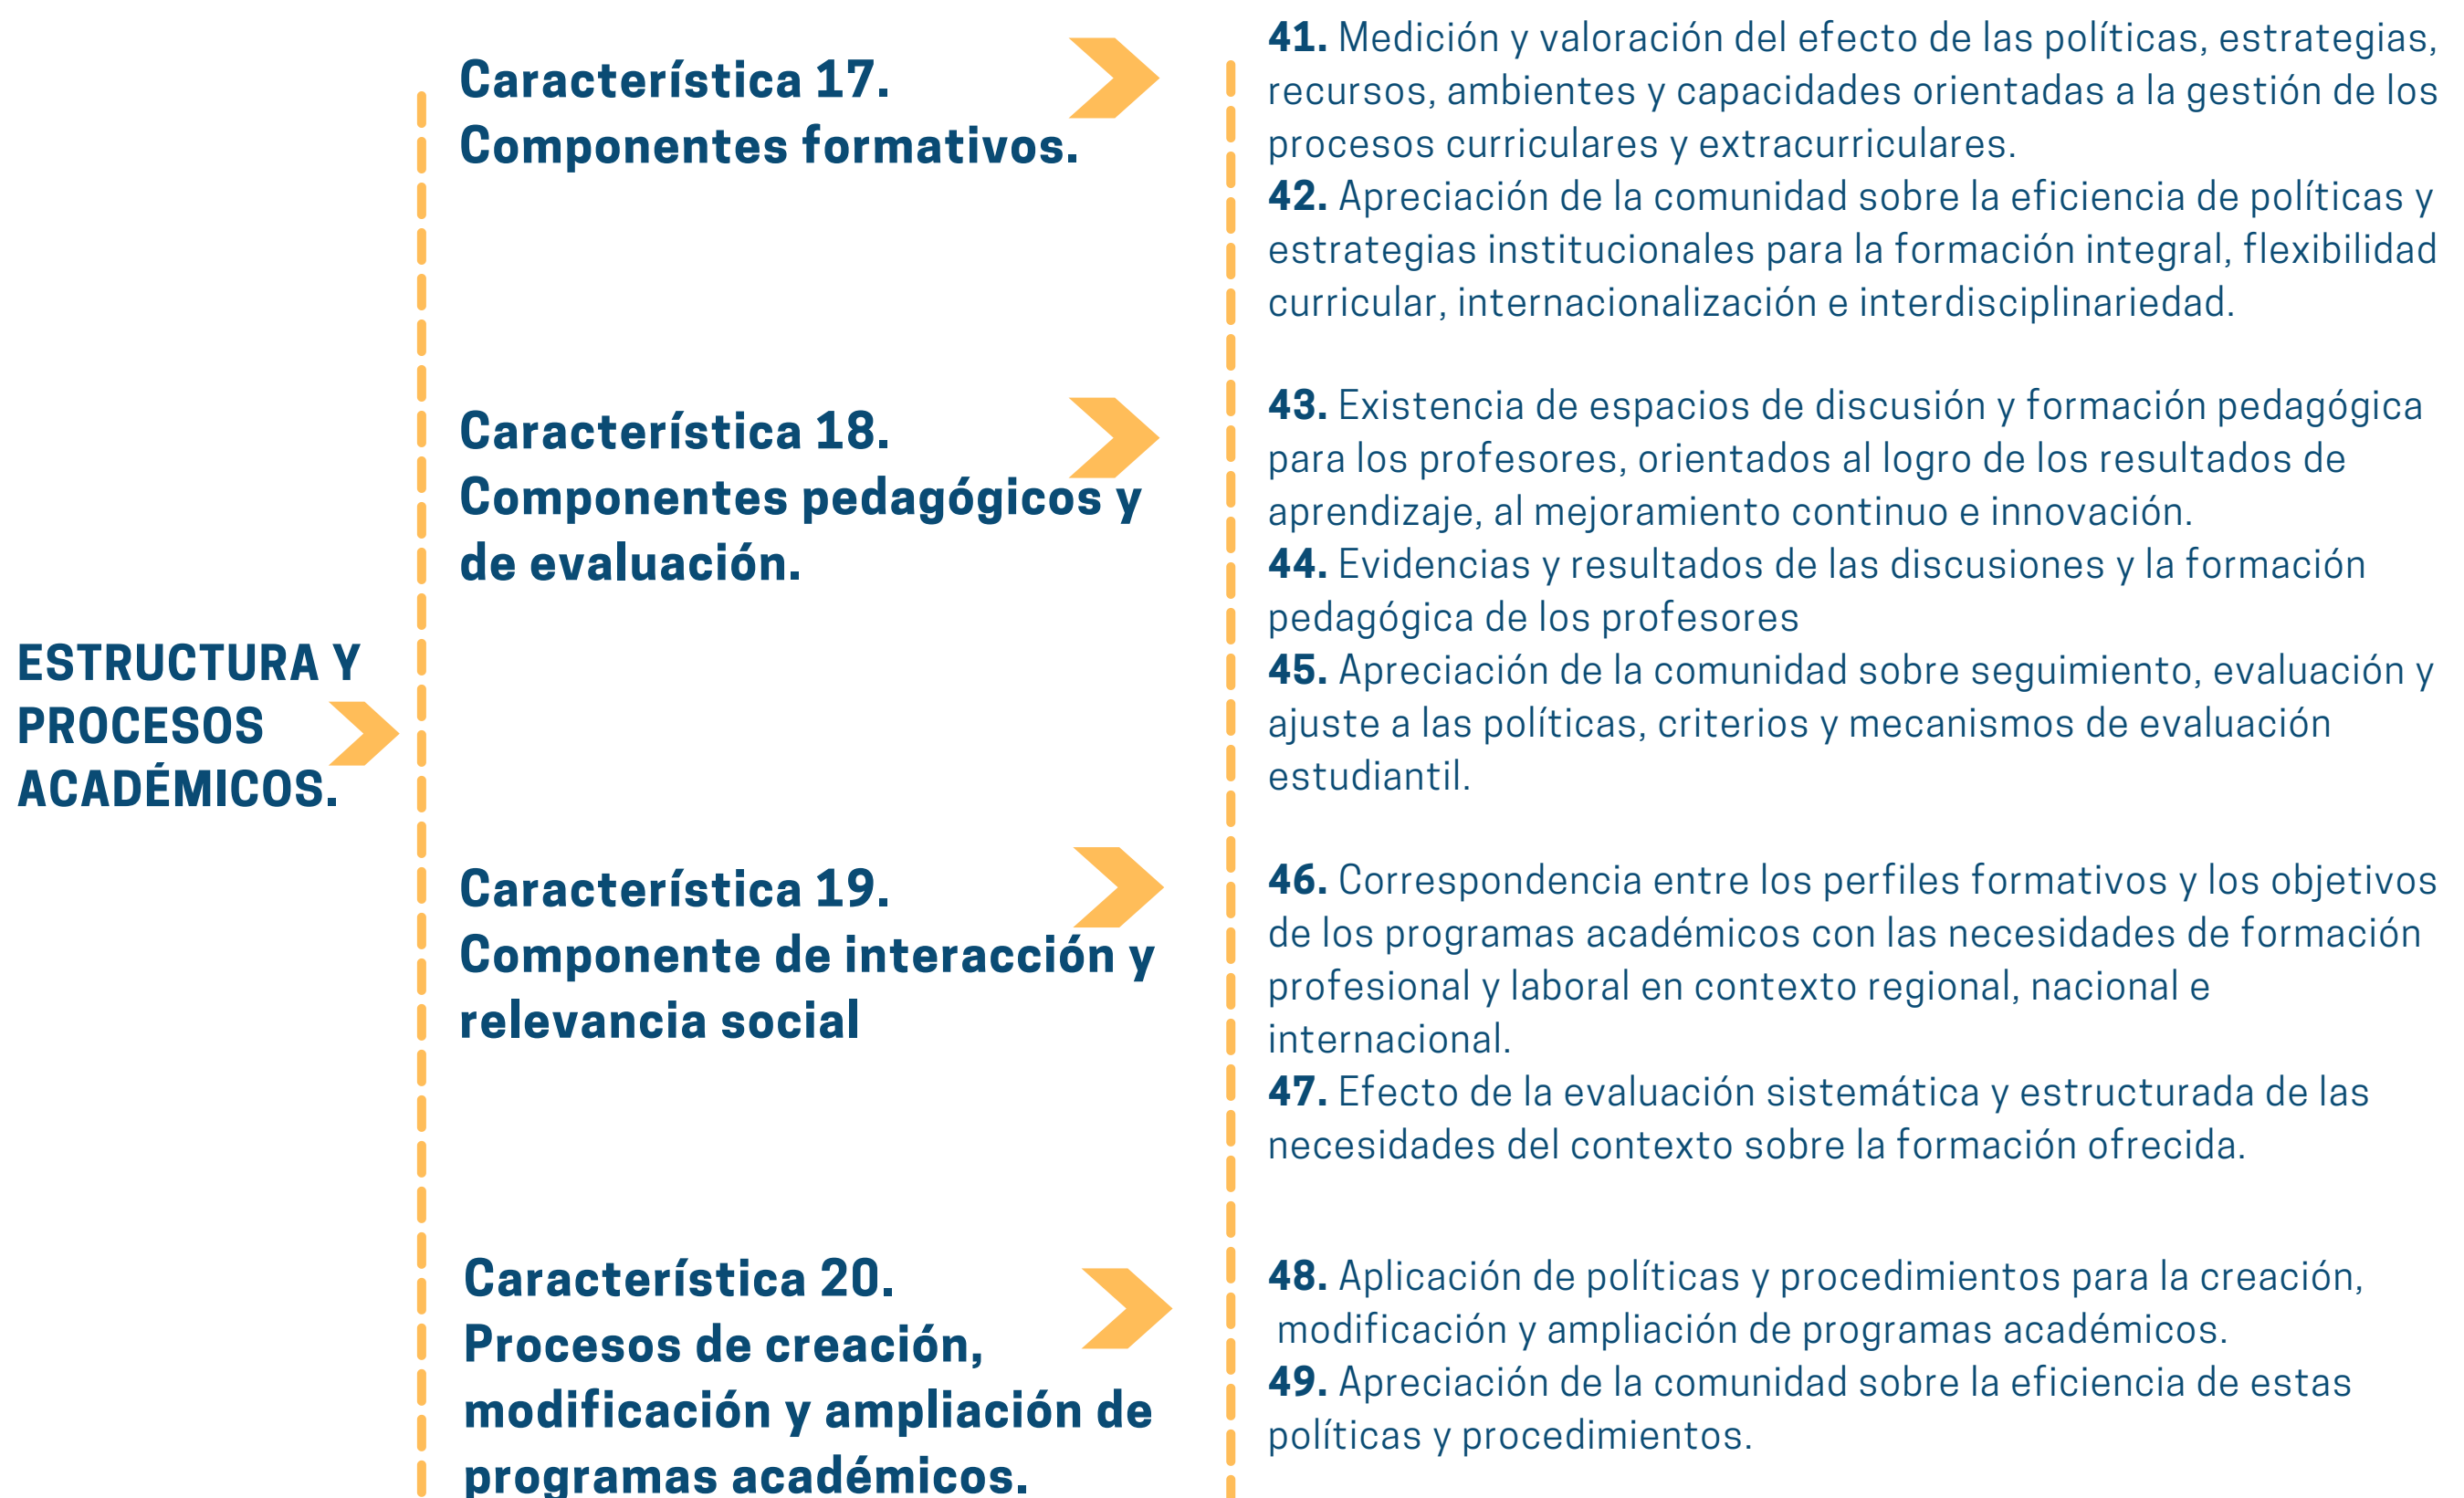 ESTRUCTURA Y
PROCESOS
ACADÉMICOS.
Característica 17.
Componentes formativos.
41. Medición y valoración del efecto de las políticas, estrategias,
recursos, ambientes y capacidades orientadas a la gestión de los
procesos curriculares y extracurriculares.
42. Apreciación de la comunidad sobre la eficiencia de políticas y
estrategias institucionales para la formación integral, flexibilidad
curricular, internacionalización e interdisciplinariedad.
Característica 18.
Componentes pedagógicos y
de evaluación.
43. Existencia de espacios de discusión y formación pedagógica
para los profesores, orientados al logro de los resultados de
aprendizaje, al mejoramiento continuo e innovación.
44. Evidencias y resultados de las discusiones y la formación
pedagógica de los profesores
45. Apreciación de la comunidad sobre seguimiento, evaluación y
ajuste a las políticas, criterios y mecanismos de evaluación
estudiantil.
Característica 19.
Componente de interacción y
relevancia social
46. Correspondencia entre los perfiles formativos y los objetivos
de los programas académicos con las necesidades de formación
profesional y laboral en contexto regional, nacional e
internacional.
47. Efecto de la evaluación sistemática y estructurada de las
necesidades del contexto sobre la formación ofrecida.
Característica 20.
Procesos de creación,
modificación y ampliación de
programas académicos.
48. Aplicación de políticas y procedimientos para la creación,
modificación y ampliación de programas académicos.
49. Apreciación de la comunidad sobre la eficiencia de estas
políticas y procedimientos.